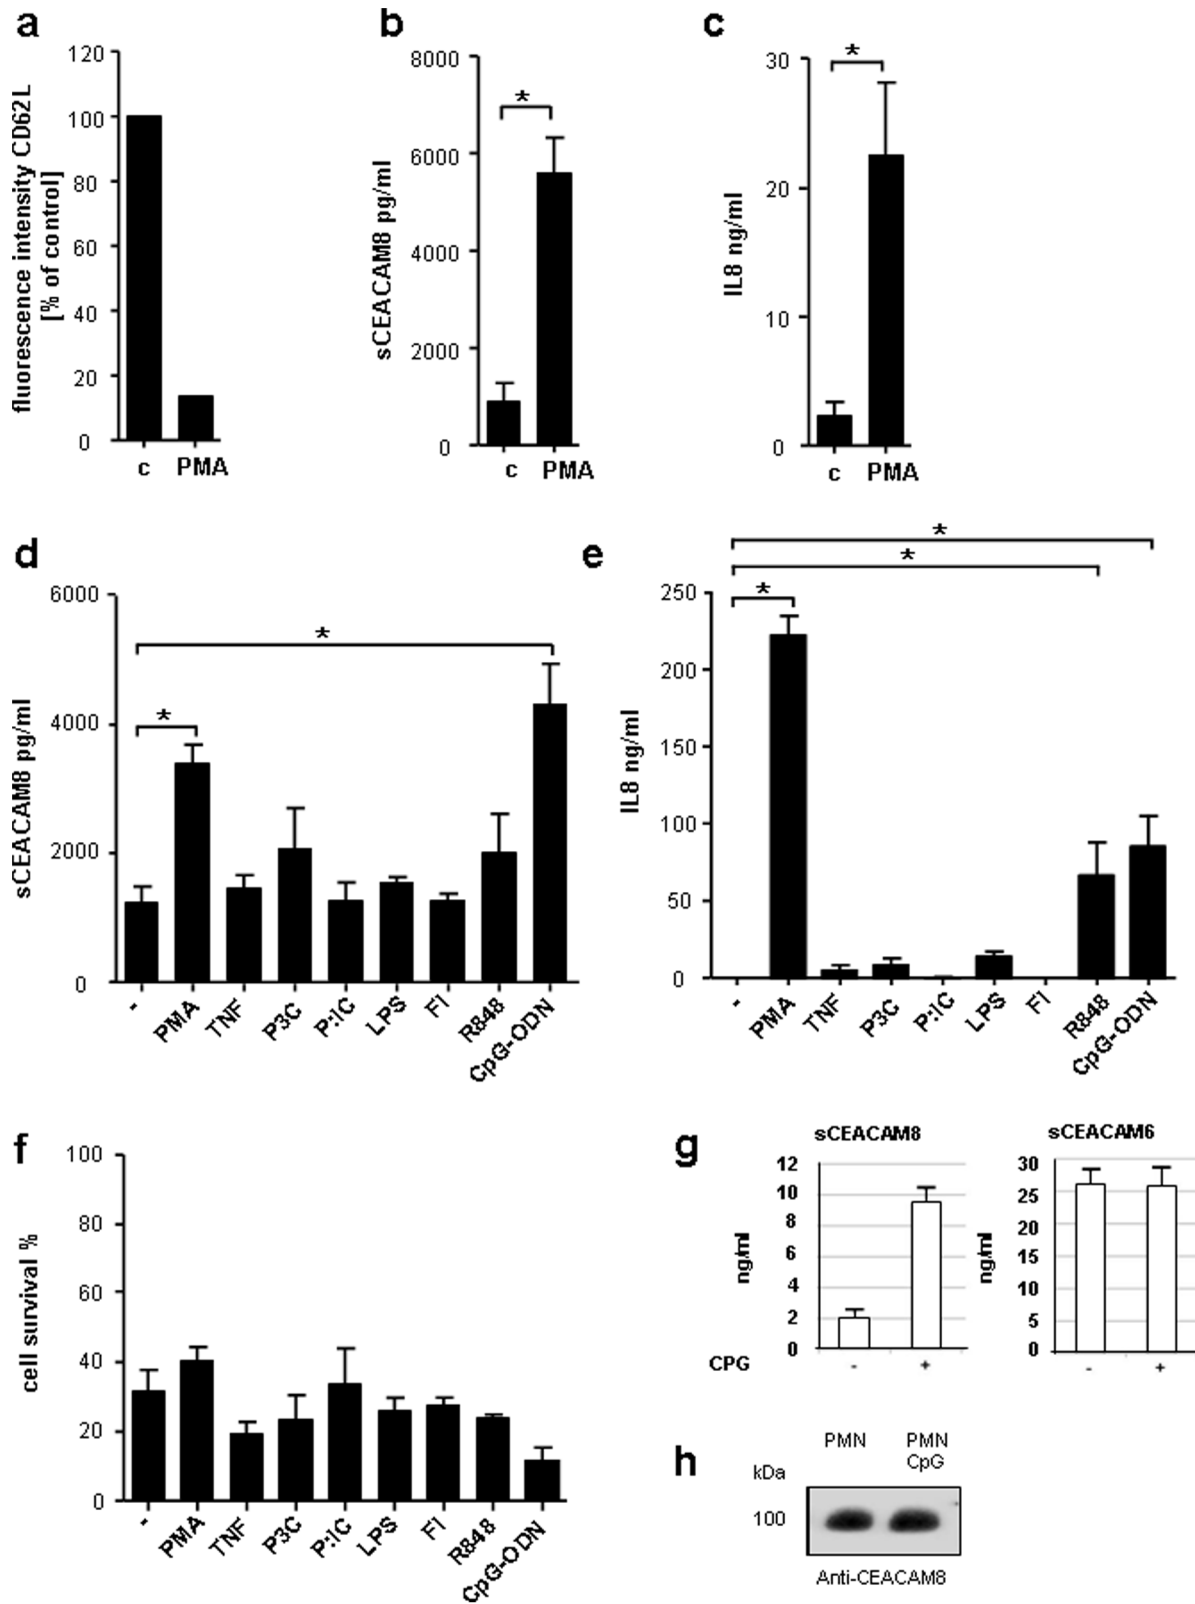 a
120
100
80
60
40
20
0
fluorescence intensity CD62L
[% of control]
c PMA
b
8000
6000
4000
2000
0
sCEACAM8 pg/ml
*
c PMA
c
30
20
10
0
IL8 ng/ml
*
c PMA
d
6000
4000
2000
0
sCEACAM8 pg/ml
*
*
- PMA TNF P3C P:IC LPS Fl R848 CpG-ODN
e
250
200
150
100
50
0
IL8 ng/ml
*
*
*
- PMA TNF P3C P:IC LPS Fl R848 CpG-ODN
f
100
80
60
40
20
0
cell survival %
- PMA TNF P3C P:IC LPS Fl R848 CpG-ODN
g
sCEACAM8
12
10
8
6
4
2
0
ng/ml
CPG - +
sCEACAM6
30
25
20
15
10
5
0
ng/ml
- +
h
PMN PMN
CpG
kDa
100
Anti-CEACAM8